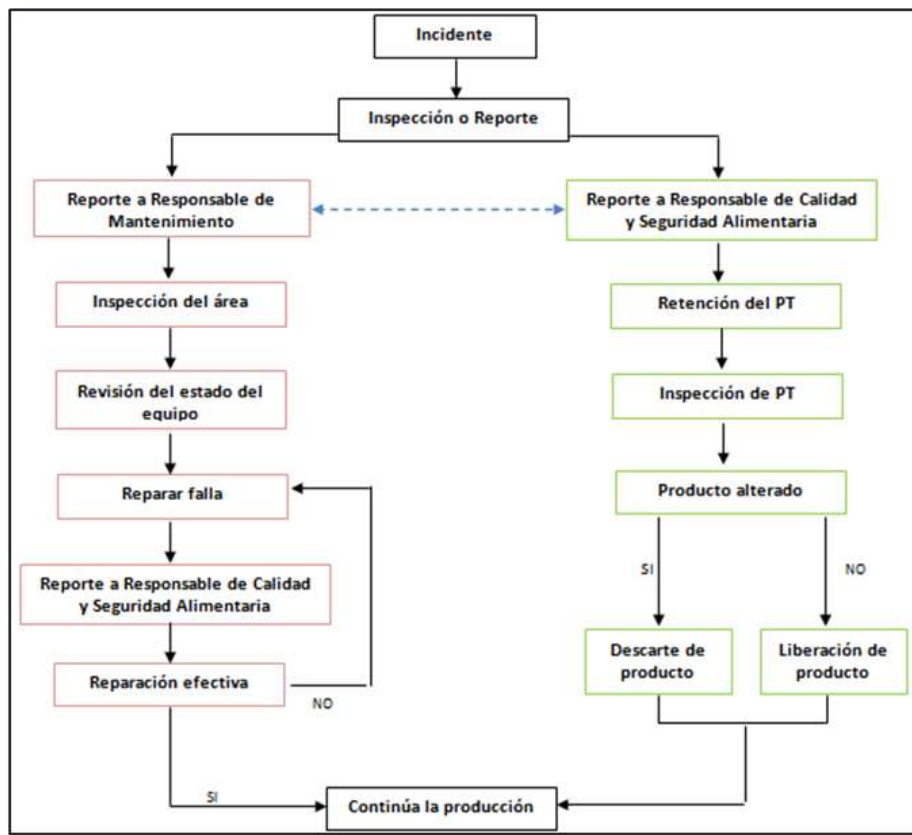 Incidente
Inspección o Reporte
Reporte a Responsable de
Mantenimiento
Reporte a Responsable de Calidad
y Seguridad Alimentaria
Inspección del área
Retención del PT
Revisión del estado del
equipo
Inspección de PT
Reparar falla
Producto alterado
SI
NO
Reporte a Responsable de Calidad
y Seguridad Alimentaria
Descarte de
producto
Liberación de
producto
Reparación efectiva
NO
SI
Continúa la producción